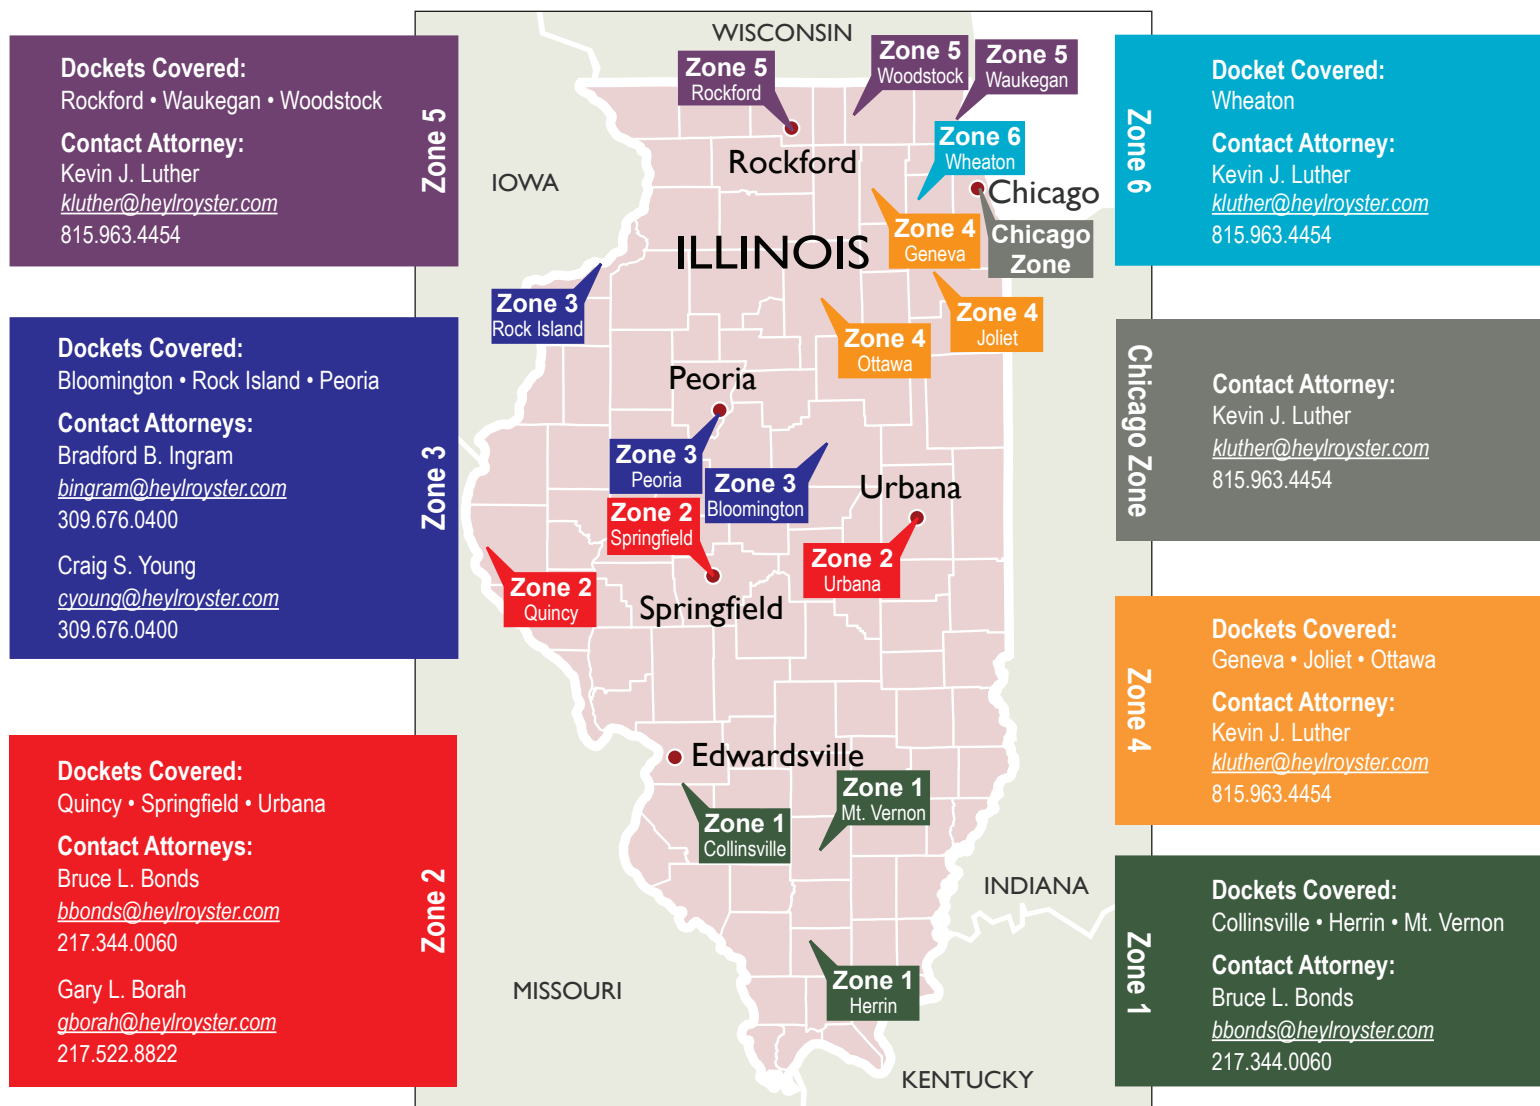 Dockets Covered:
Rockford • Waukegan • Woodstock
Contact Attorney:
Kevin J. Luther
kluther@heylroyster.com
815.963.4454
Zone 5
Dockets Covered:
Bloomington • Rock Island • Peoria
Contact Attorneys:
Bradford B. Ingram
bingram@heylroyster.com
309.676.0400
Craig S. Young
cyoung@heylroyster.com
309.676.0400
Zone 3
Dockets Covered:
Quincy • Springfield • Urbana
Contact Attorneys:
Bruce L. Bonds
bbonds@heylroyster.com
217.344.0060
Gary L. Borah
gborah@heylroyster.com
217.522.8822
Zone 2
WISCONSIN
Zone 5
Rockford
Zone 5
Woodstock
Zone 5
Waukegan
Rockford
Zone 6
Wheaton
IOWA
Chicago
Zone 4
Geneva
Chicago
Zone
ILLINOIS
Zone 3
Rock Island
Zone 4
Joliet
Zone 4
Ottawa
Peoria
Zone 3
Peoria
Zone 3
Bloomington
Urbana
Zone 2
Springfield
Zone 2
Urbana
Zone 2
Quincy
Springfield
Edwardsville
Zone 1
Mt. Vernon
Zone 1
Collinsville
INDIANA
Zone 1
Herrin
MISSOURI
KENTUCKY
Zone 6
Docket Covered:
Wheaton
Contact Attorney:
Kevin J. Luther
kluther@heylroyster.com
815.963.4454
Chicago Zone
Contact Attorney:
Kevin J. Luther
kluther@heylroyster.com
815.963.4454
Zone 4
Dockets Covered:
Geneva • Joliet • Ottawa
Contact Attorney:
Kevin J. Luther
kluther@heylroyster.com
815.963.4454
Zone 1
Dockets Covered:
Collinsville • Herrin • Mt. Vernon
Contact Attorney:
Bruce L. Bonds
bbonds@heylroyster.com
217.344.0060